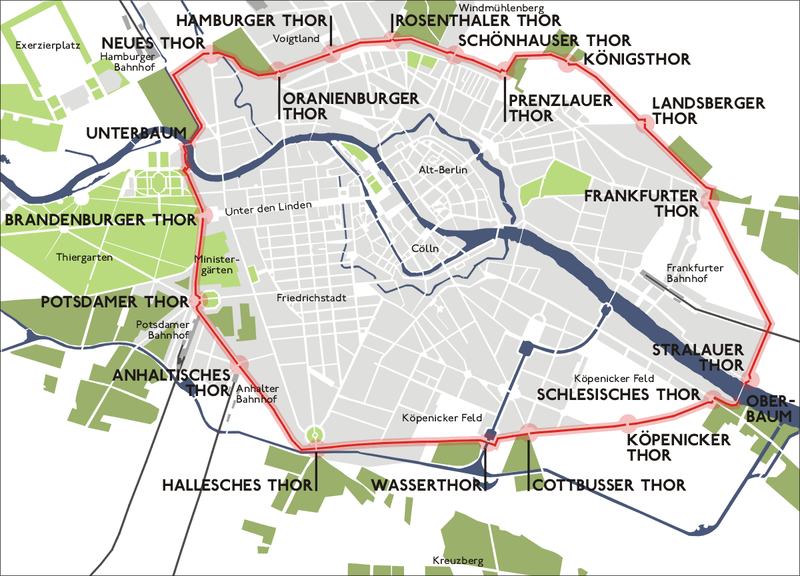 Windmühlenberg
HAMBURGER THOR
ROSENTHALER THOR
Exerzierplatz
NEUES THOR
Voigtland
SCHÖNHAUSER THOR
Hamburger
Bahnhof
KÖNIGSTHOR
ORANIENBURGER
THOR
PRENZLAUER
THOR
LANDSBERGER
THOR
UNTERBAUM
Alt-Berlin
FRANKFURTER
THOR
Unter den Linden
BRANDENBURGER THOR
Cölln
Thiergarten
Minister-
gärten
Frankfurter
Bahnhof
POTSDAMER THOR
Friedrichstadt
Potsdamer
Bahnhof
STRALAUER
THOR
ANHALTISCHES
THOR
Anhalter
Bahnhof
Köpenicker Feld
SCHLESISCHES THOR
OBER-
BAUM
Köpenicker Feld
KÖPENICKER
THOR
HALLESCHES THOR
WASSERTHOR
COTTBUSSER THOR
Kreuzberg